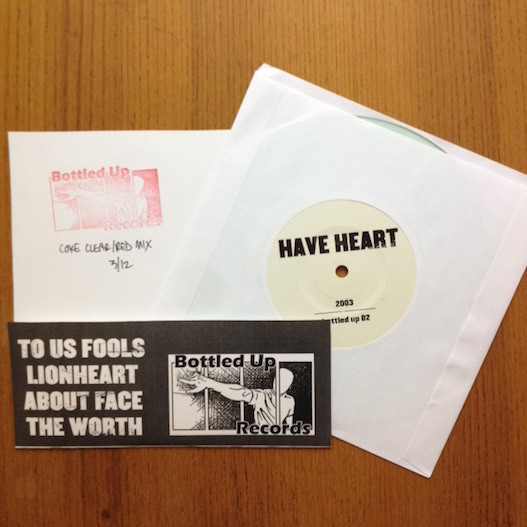 Bottled Up
Records
COKE CLEAR/RED MIX
3/12
HAVE HEART
2003
bottled up 02
TO US FOOLS
LIONHEART
ABOUT FACE
THE WORTH
Bottled Up
Records